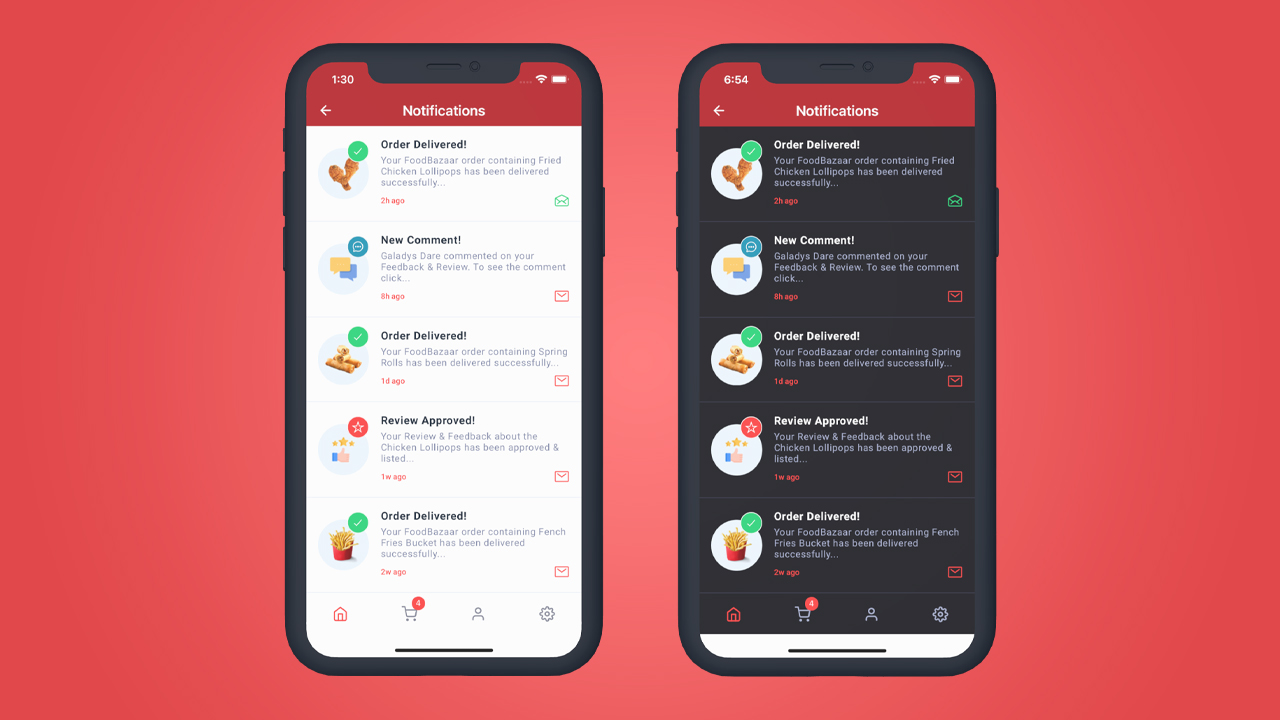 1:30
Notifications
Order Delivered!
Your FoodBazaar order containing Fried
Chicken Lollipops has been delivered
successfully...
2h ago
New Comment!
Galadys Dare commented on your
Feedback & Review. To see the comment
click...
8h ago
Order Delivered!
Your FoodBazaar order containing Spring
Rolls has been delivered successfully...
1d ago
Review Approved!
Your Review & Feedback about the
Chicken Lollipops has been approved &
listed...
1w ago
Order Delivered!
Your FoodBazaar order containing Fench
Fries Bucket has been delivered
successfully...
2w ago
4
6:54
Notifications
Order Delivered!
Your FoodBazaar order containing Fried
Chicken Lollipops has been delivered
successfully...
2h ago
New Comment!
Galadys Dare commented on your
Feedback & Review. To see the comment
click...
8h ago
Order Delivered!
Your FoodBazaar order containing Spring
Rolls has been delivered successfully...
1d ago
Review Approved!
Your Review & Feedback about the
Chicken Lollipops has been approved &
listed...
1w ago
Order Delivered!
Your FoodBazaar order containing Fench
Fries Bucket has been delivered
successfully...
2w ago
4